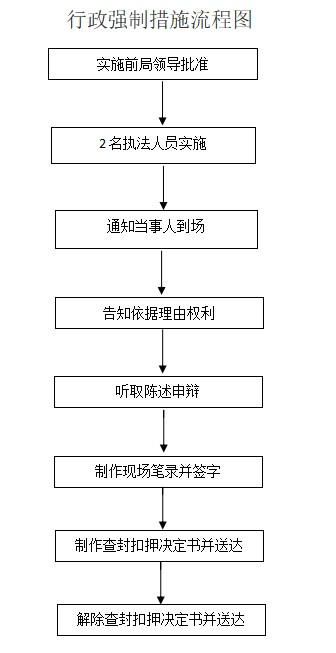 行政强制措施流程图
实施前局领导批准
2名执法人员实施
通知当事人到场
告知依据理由权利
听取陈述申辩
制作现场笔录并签字
制作查封扣押决定书并送达
解除查封扣押决定书并送达